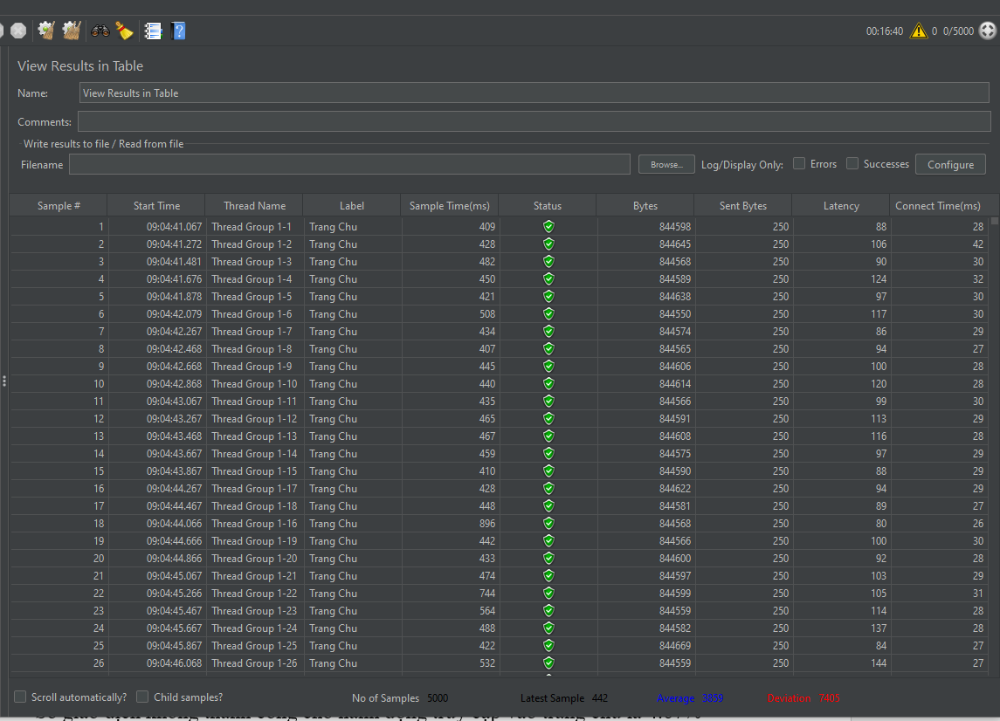 00:16:40 0 0/5000
View Results in Table
Name: View Results in Table
Comments:
Write results to file / Read from file
Filename Browse... Log/Display Only: Errors Successes Configure
Sample # Start Time Thread Name Label Sample Time(ms) Status Bytes Sent Bytes Latency Connect Time(ms)
1 09:04:41.067 Thread Group 1-1 Trang Chu 409 844598 250 88 28
2 09:04:41.272 Thread Group 1-2 Trang Chu 428 844645 250 106 42
3 09:04:41.481 Thread Group 1-3 Trang Chu 482 844568 250 90 30
4 09:04:41.676 Thread Group 1-4 Trang Chu 450 844589 250 124 32
5 09:04:41.878 Thread Group 1-5 Trang Chu 421 844638 250 97 30
6 09:04:42.079 Thread Group 1-6 Trang Chu 508 844550 250 117 30
7 09:04:42.267 Thread Group 1-7 Trang Chu 434 844574 250 86 29
8 09:04:42.468 Thread Group 1-8 Trang Chu 407 844565 250 94 27
9 09:04:42.668 Thread Group 1-9 Trang Chu 445 844606 250 100 28
10 09:04:42.868 Thread Group 1-10 Trang Chu 440 844614 250 120 28
11 09:04:43.067 Thread Group 1-11 Trang Chu 435 844566 250 99 30
12 09:04:43.267 Thread Group 1-12 Trang Chu 465 844591 250 113 29
13 09:04:43.468 Thread Group 1-13 Trang Chu 467 844608 250 116 28
14 09:04:43.667 Thread Group 1-14 Trang Chu 459 844575 250 97 29
15 09:04:43.867 Thread Group 1-15 Trang Chu 410 844590 250 88 29
16 09:04:44.267 Thread Group 1-17 Trang Chu 428 844622 250 94 29
17 09:04:44.467 Thread Group 1-18 Trang Chu 448 844581 250 89 27
18 09:04:44.066 Thread Group 1-16 Trang Chu 896 844568 250 80 26
19 09:04:44.666 Thread Group 1-19 Trang Chu 442 844566 250 100 30
20 09:04:44.866 Thread Group 1-20 Trang Chu 433 844600 250 92 28
21 09:04:45.067 Thread Group 1-21 Trang Chu 474 844597 250 103 29
22 09:04:45.266 Thread Group 1-22 Trang Chu 744 844599 250 105 31
23 09:04:45.467 Thread Group 1-23 Trang Chu 564 844559 250 114 28
24 09:04:45.667 Thread Group 1-24 Trang Chu 488 844582 250 137 28
25 09:04:45.867 Thread Group 1-25 Trang Chu 422 844669 250 84 27
26 09:04:46.068 Thread Group 1-26 Trang Chu 532 844559 250 144 27
Scroll automatically? Child samples? No of Samples 5000 Latest Sample 442 Average 3859 Deviation 7405